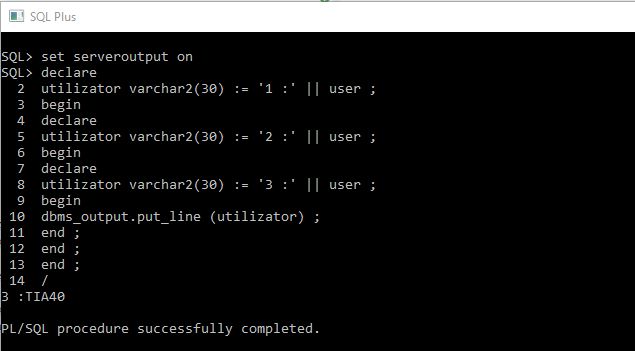 SQL Plus
SQL> set serveroutput on
SQL> declare
  2  utilizator varchar2(30) := '1 :' || user ;
  3  begin
  4  declare
  5  utilizator varchar2(30) := '2 :' || user ;
  6  begin
  7  declare
  8  utilizator varchar2(30) := '3 :' || user ;
  9  begin
 10  dbms_output.put_line (utilizator) ;
 11  end ;
 12  end ;
 13  end ;
 14  /
3 :TIA40
PL/SQL procedure successfully completed.